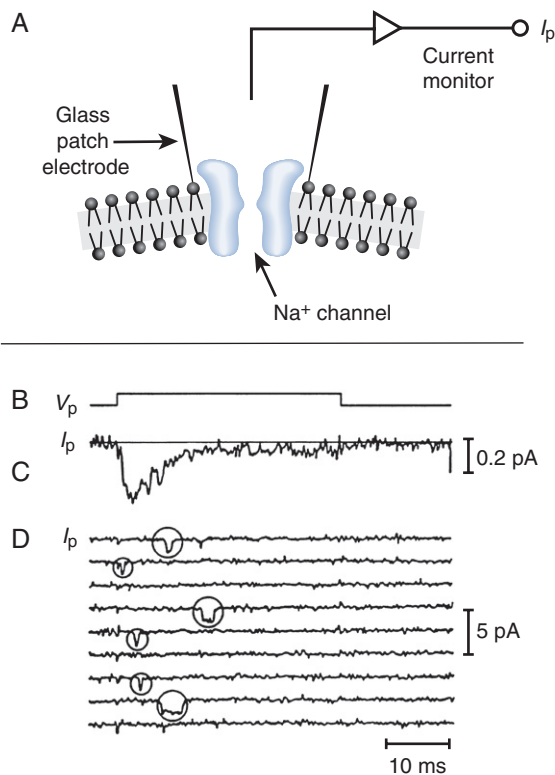 A
Ip
Current
monitor
Glass
patch
electrode
Na+ channel
B
Vp
Ip
C
0.2 pA
D
Ip
5 pA
10 ms